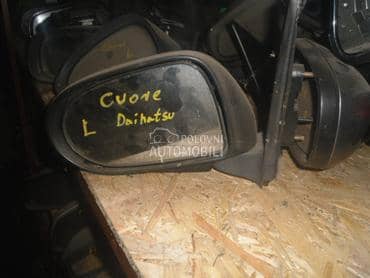 Cuore
L Daihatsu
POLOVNI
AUTOMOBILI